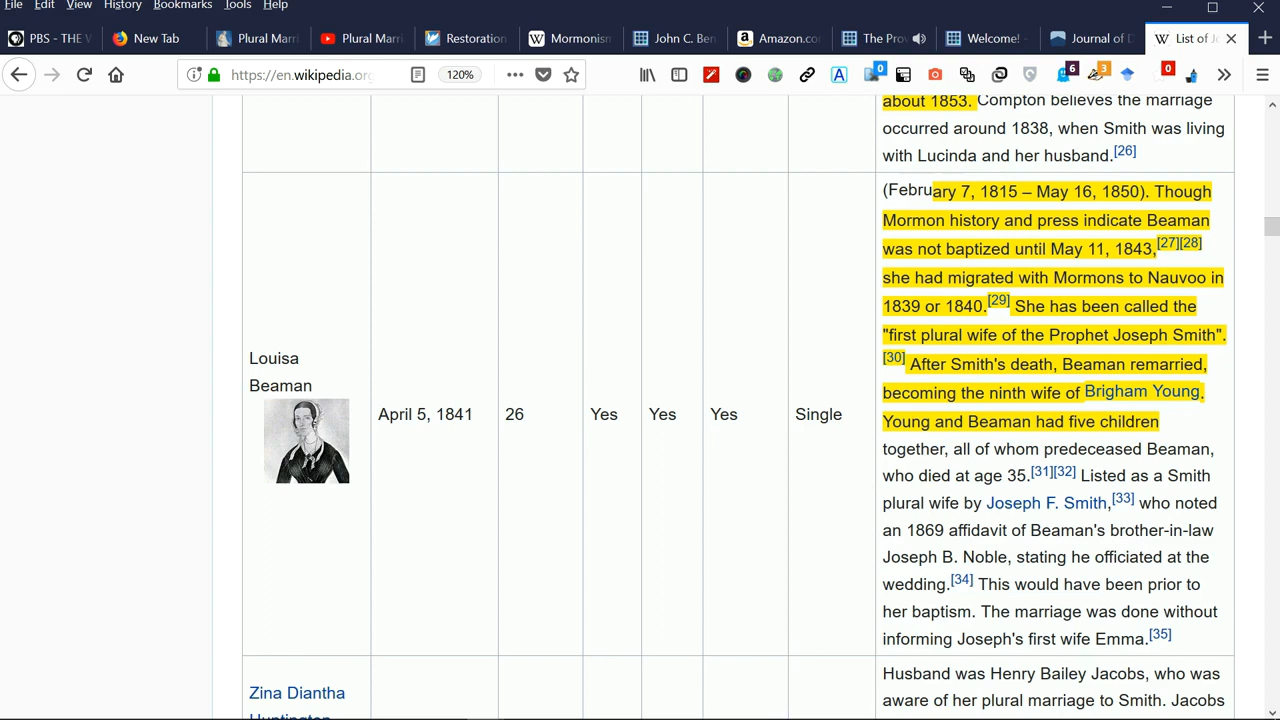 File Edit View History Bookmarks Tools Help
PBS - THE New Tab Plural Marri Plural Marri Restoration Mormonism John C. Ben Amazon.co The Pro Welcome! - Journal of D List of J
https://en.wikipedia.org 120% 0 6 3 0
about 1853. Compton believes the marriage
occurred around 1838, when Smith was living
with Lucinda and her husband.[26]
Louisa
Beaman
April 5, 1841 26 Yes Yes Yes Single
(February 7, 1815 – May 16, 1850). Though
Mormon history and press indicate Beaman
was not baptized until May 11, 1843,[27][28]
she had migrated with Mormons to Nauvoo in
1839 or 1840.[29] She has been called the
"first plural wife of the Prophet Joseph Smith".
[30] After Smith's death, Beaman remarried,
becoming the ninth wife of Brigham Young.
Young and Beaman had five children
together, all of whom predeceased Beaman,
who died at age 35.[31][32] Listed as a Smith
plural wife by Joseph F. Smith,[33] who noted
an 1869 affidavit of Beaman's brother-in-law
Joseph B. Noble, stating he officiated at the
wedding.[34] This would have been prior to
her baptism. The marriage was done without
informing Joseph's first wife Emma.[35]
Zina Diantha
Huntington
Husband was Henry Bailey Jacobs, who was
aware of her plural marriage to Smith. Jacobs